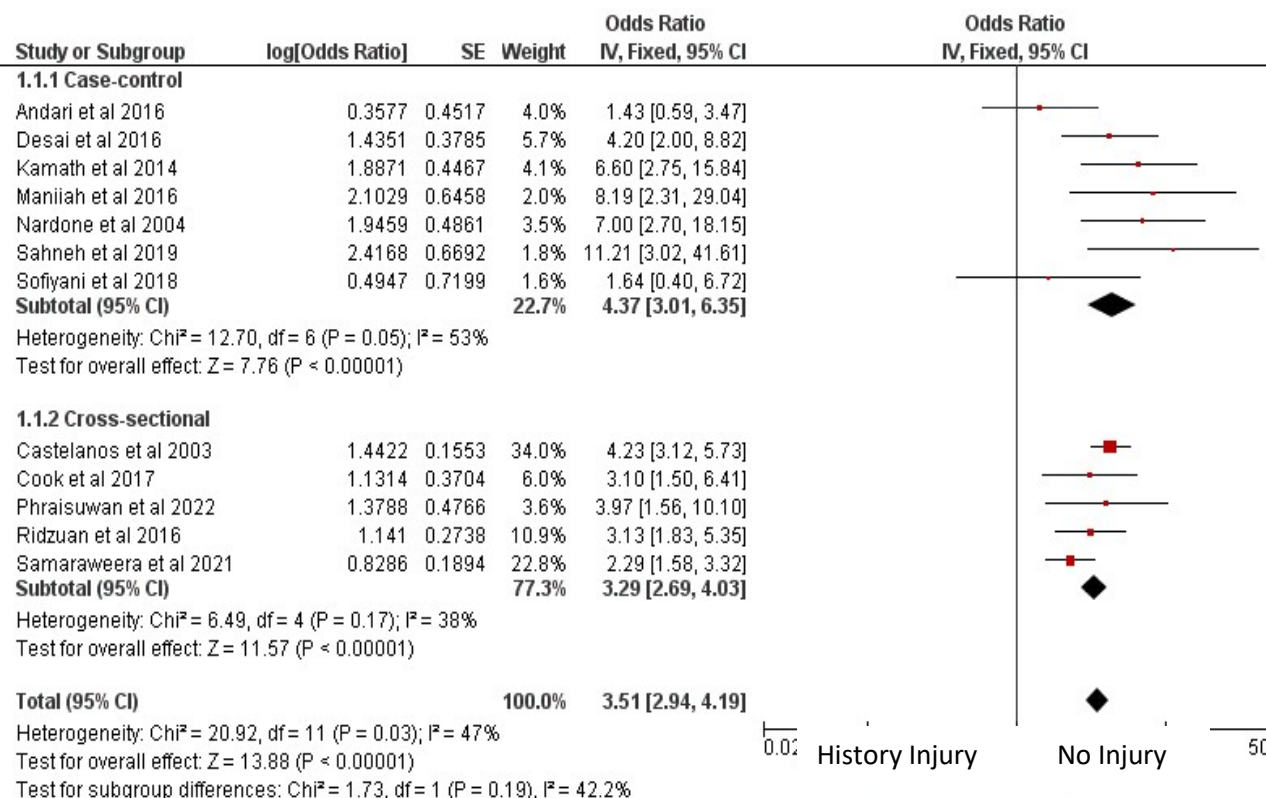 Odds Ratio Odds Ratio
Study or Subgroup log[Odds Ratio] SE Weight IV, Fixed, 95% CI IV, Fixed, 95% CI
1.1.1 Case-control
Andari et al 2016 0.3577 0.4517 4.0% 1.43 [0.59, 3.47]
Desai et al 2016 1.4351 0.3785 5.7% 4.20 [2.00, 8.82]
Kamath et al 2014 1.8871 0.4467 4.1% 6.60 [2.75, 15.84]
Maniiah et al 2016 2.1029 0.6458 2.0% 8.19 [2.31, 29.04]
Nardone et al 2004 1.9459 0.4861 3.5% 7.00 [2.70, 18.15]
Sahneh et al 2019 2.4168 0.6692 1.8% 11.21 [3.02, 41.61]
Sofiyani et al 2018 0.4947 0.7199 1.6% 1.64 [0.40, 6.72]
Subtotal (95% CI) 22.7% 4.37 [3.01, 6.35]
Heterogeneity: Chi² = 12.70, df = 6 (P = 0.05); I² = 53%
Test for overall effect: Z = 7.76 (P < 0.00001)
1.1.2 Cross-sectional
Castelanos et al 2003 1.4422 0.1553 34.0% 4.23 [3.12, 5.73]
Cook et al 2017 1.1314 0.3704 6.0% 3.10 [1.50, 6.41]
Phraisuwan et al 2022 1.3788 0.4766 3.6% 3.97 [1.56, 10.10]
Ridzuan et al 2016 1.141 0.2738 10.9% 3.13 [1.83, 5.35]
Samaraweera et al 2021 0.8286 0.1894 22.8% 2.29 [1.58, 3.32]
Subtotal (95% CI) 77.3% 3.29 [2.69, 4.03]
Heterogeneity: Chi² = 6.49, df = 4 (P = 0.17); I² = 38%
Test for overall effect: Z = 11.57 (P < 0.00001)
Total (95% CI) 100.0% 3.51 [2.94, 4.19]
Heterogeneity: Chi² = 20.92, df = 11 (P = 0.03); I² = 47%
0.02 History Injury No Injury 50
Test for overall effect: Z = 13.88 (P < 0.00001)
Test for subgroup differences: Chi² = 1.73, df = 1 (P = 0.19), I² = 42.2%